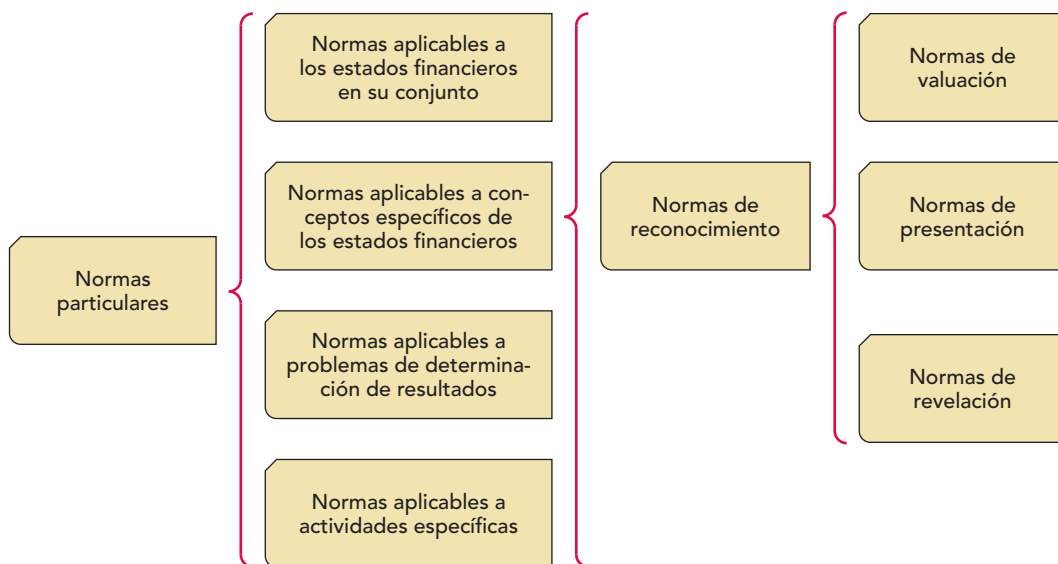 Normas
particulares
Normas aplicables a
los estados financieros
en su conjunto
Normas aplicables a con-
ceptos específicos de
los estados financieros
Normas aplicables a
problemas de determina-
ción de resultados
Normas aplicables a
actividades específicas
Normas de
reconocimiento
Normas de
valuación
Normas de
presentación
Normas de
revelación